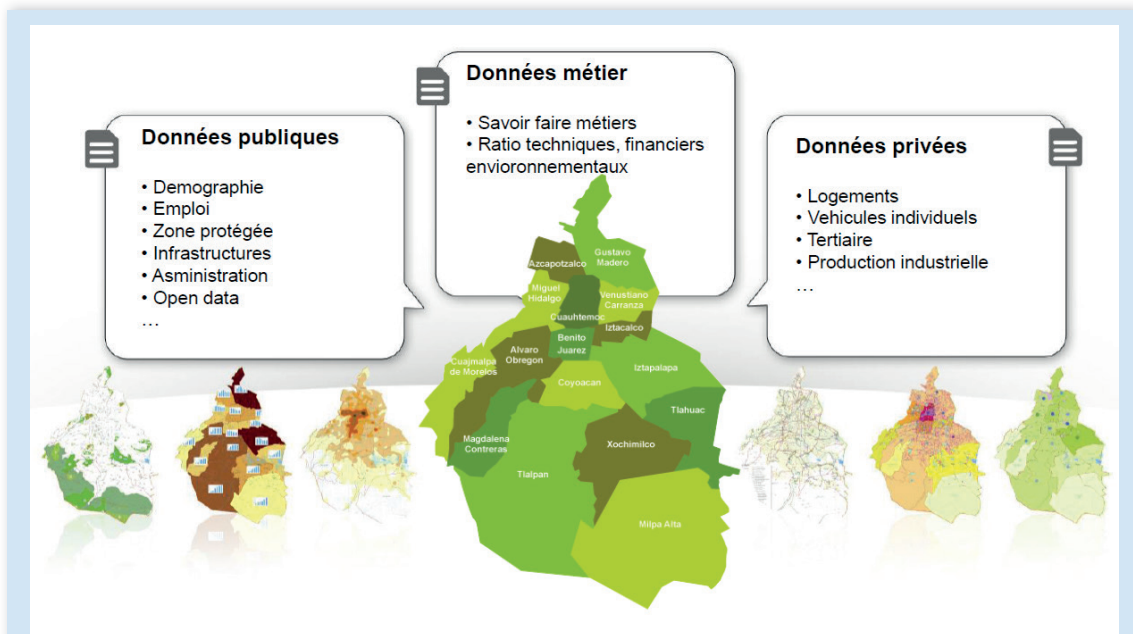 Données publiques
• Demographie
• Emploi
• Zone protégée
• Infrastructures
• Asministration
• Open data
…
Données métier
• Savoir faire métiers
• Ratio techniques, financiers
envioronnementaux
Données privées
• Logements
• Vehicules individuels
• Tertiaire
• Production industrielle
…
Gustavo
Madero
Azcapotzalco
Miguel
Hidalgo
Venustiano
Carranza
Cuauhtemoc
Iztacalco
Benito
Juarez
Alvaro
Obregon
Cuajmalpa
de Morelos
Iztapalapa
Coyoacan
Tlahuac
Magdalena
Contreras
Xochimilco
Tlalpan
Milpa Alta